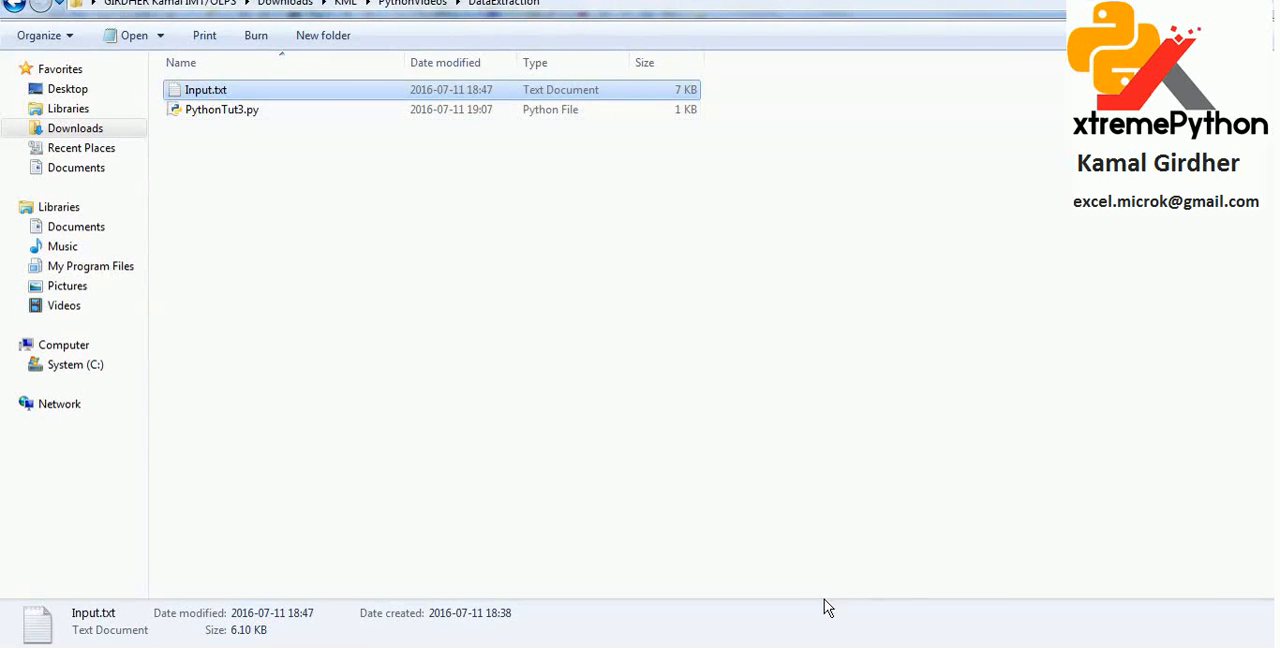 GIRDHER Kamal IMT/OLPS Downloads KML PythonVideos DataExtraction
Organize Open Print Burn New folder
Name Date modified Type Size
Favorites
Desktop
Libraries
Downloads
Recent Places
Documents
Libraries
Documents
Music
My Program Files
Pictures
Videos
Computer
System (C:)
Network
Input.txt 2016-07-11 18:47 Text Document 7 KB
PythonTut3.py 2016-07-11 19:07 Python File 1 KB
xtremePython
Kamal Girdher
excel.microk@gmail.com
Input.txt Date modified: 2016-07-11 18:47 Date created: 2016-07-11 18:38
Text Document Size: 6.10 KB